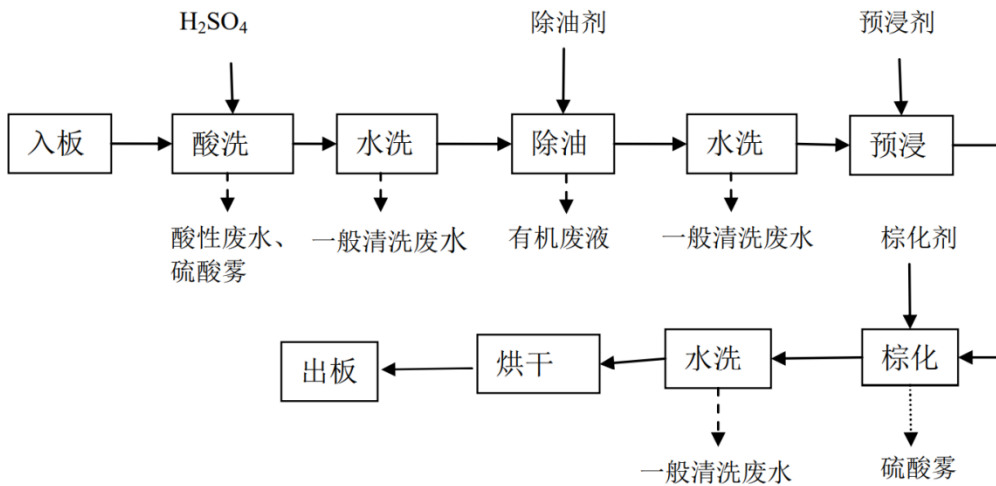 H₂SO₄
除油剂
预浸剂
入板
酸洗
水洗
除油
水洗
预浸
酸性废水、
硫酸雾
一般清洗废水
有机废液
一般清洗废水
棕化剂
出板
烘干
水洗
棕化
一般清洗废水
硫酸雾